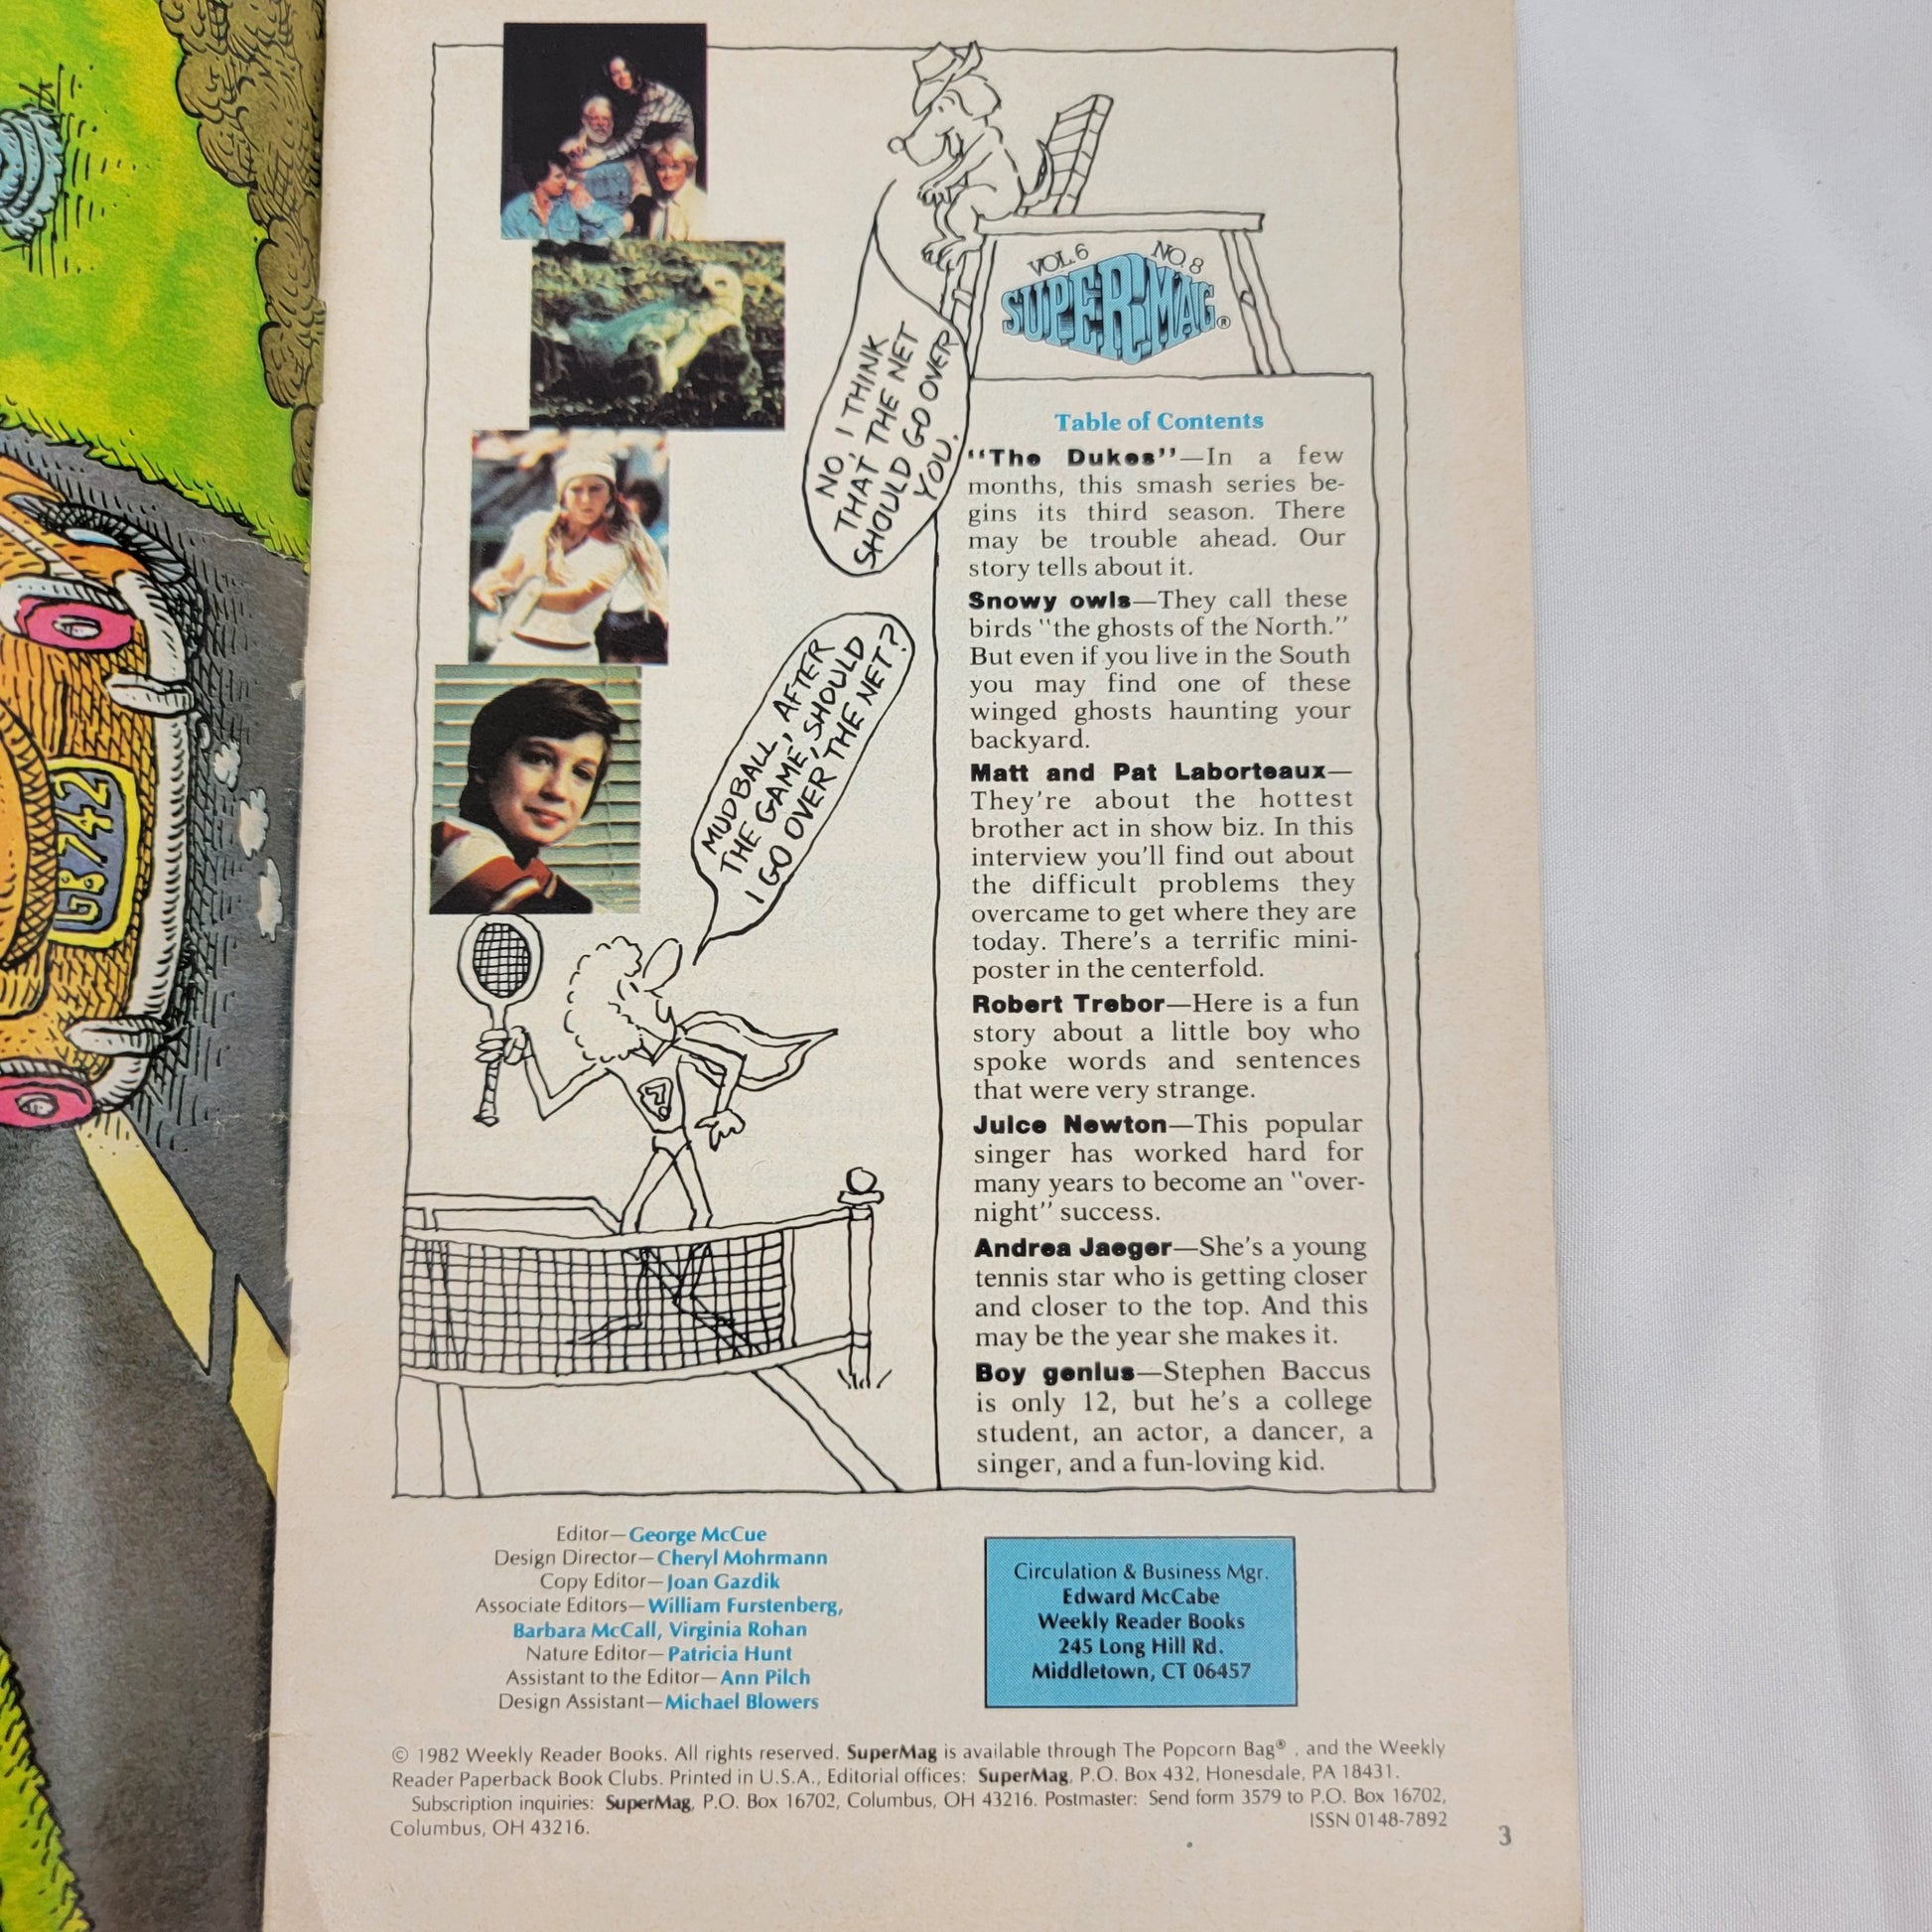 VOL. 6 NO. 8
SUPERMAG®
NO, I THINK
THAT THE NET
SHOULD GO OVER
YOU.
MUDBALL, AFTER
THE GAME, SHOULD
I GO OVER THE NET?
GB 742
Table of Contents
“The Dukes”—In a few
months, this smash series be-
gins its third season. There
may be trouble ahead. Our
story tells about it.
Snowy owls—They call these
birds “the ghosts of the North.”
But even if you live in the South
you may find one of these
winged ghosts haunting your
backyard.
Matt and Pat Laborteaux—
They're about the hottest
brother act in show biz. In this
interview you'll find out about
the difficult problems they
overcame to get where they are
today. There's a terrific mini-
poster in the centerfold.
Robert Trebor—Here is a fun
story about a little boy who
spoke words and sentences
that were very strange.
Juice Newton—This popular
singer has worked hard for
many years to become an “over-
night” success.
Andrea Jaeger—She's a young
tennis star who is getting closer
and closer to the top. And this
may be the year she makes it.
Boy genius—Stephen Baccus
is only 12, but he's a college
student, an actor, a dancer, a
singer, and a fun-loving kid.
Editor—George McCue
Design Director—Cheryl Mohrmann
Copy Editor—Joan Gazdik
Associate Editors—William Furstenberg,
Barbara McCall, Virginia Rohan
Nature Editor—Patricia Hunt
Assistant to the Editor—Ann Pilch
Design Assistant—Michael Blowers
Circulation & Business Mgr.
Edward McCabe
Weekly Reader Books
245 Long Hill Rd.
Middletown, CT 06457
© 1982 Weekly Reader Books. All rights reserved. SuperMag is available through The Popcorn Bag®, and the Weekly
Reader Paperback Book Clubs. Printed in U.S.A., Editorial offices: SuperMag, P.O. Box 432, Honesdale, PA 18431.
Subscription inquiries: SuperMag, P.O. Box 16702, Columbus, OH 43216. Postmaster: Send form 3579 to P.O. Box 16702,
Columbus, OH 43216. ISSN 0148-7892
3